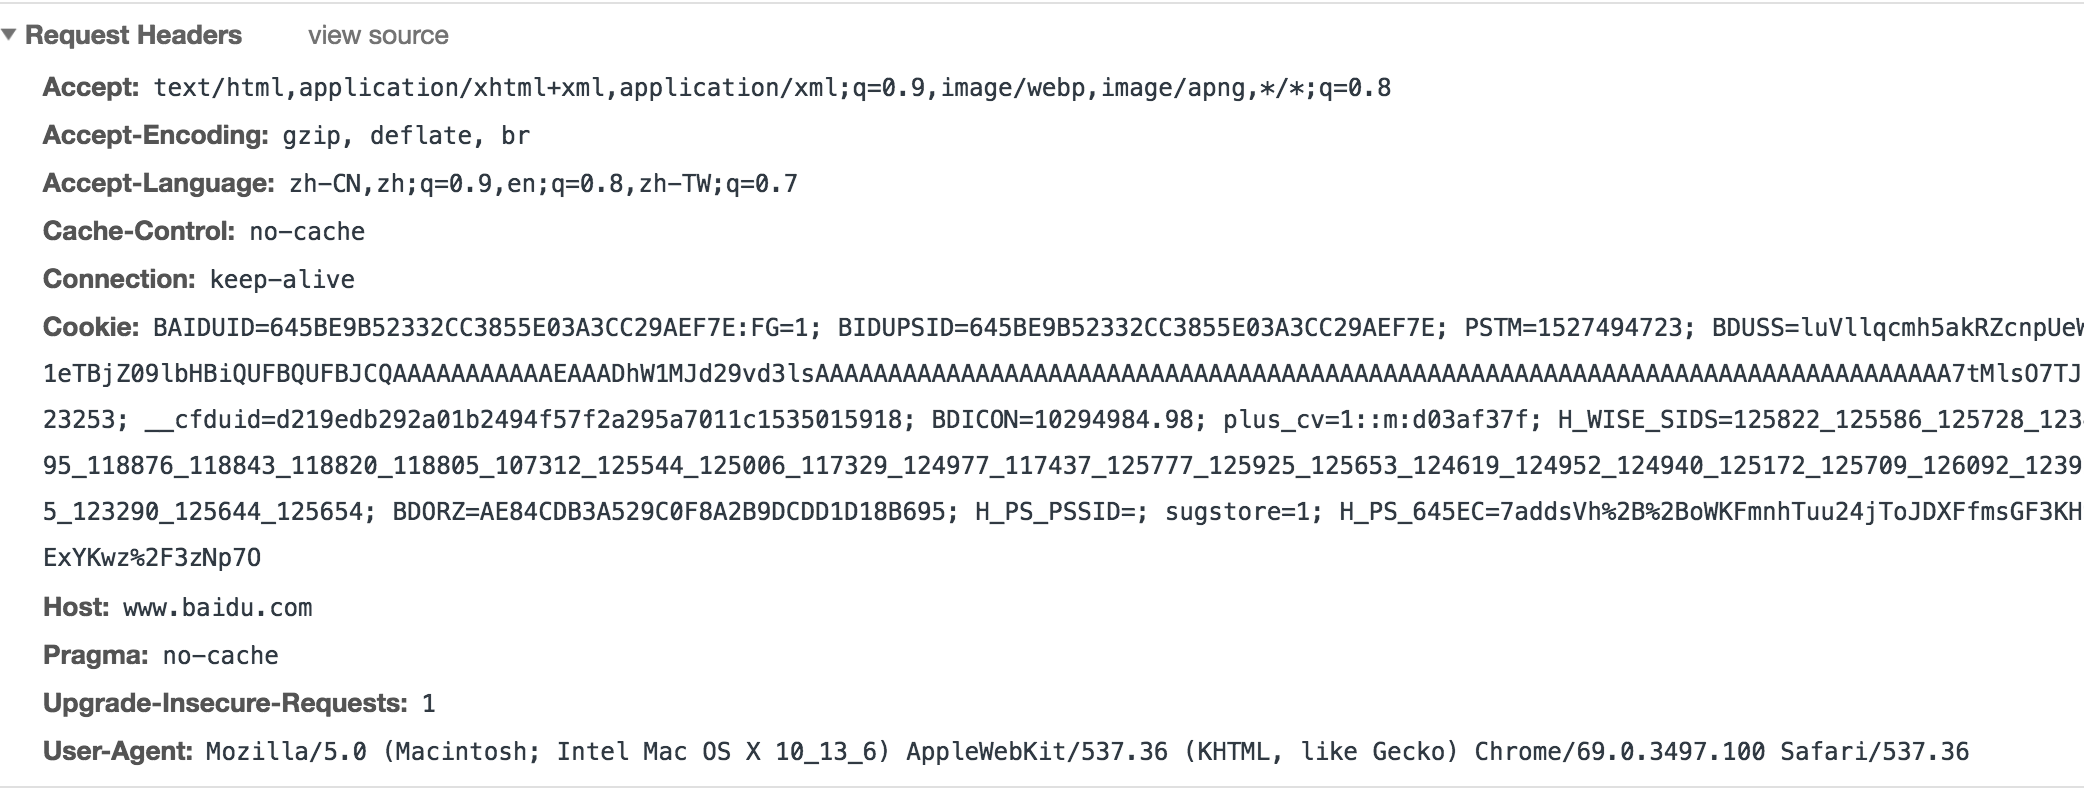 Request Headers view source
Accept: text/html,application/xhtml+xml,application/xml;q=0.9,image/webp,image/apng,*/*;q=0.8
Accept-Encoding: gzip, deflate, br
Accept-Language: zh-CN,zh;q=0.9,en;q=0.8,zh-TW;q=0.7
Cache-Control: no-cache
Connection: keep-alive
Cookie: BAIDUID=645BE9B52332CC3855E03A3CC29AEF7E:FG=1; BIDUPSID=645BE9B52332CC3855E03A3CC29AEF7E; PSTM=1527494723; BDUSS=luVllqcmh5akRZcnpUeW
1eTBjZ09lbHBiQUFBQUFBJCQAAAAAAAAAAAEAAADhW1MJd29vd3lsAAAAAAAAAAAAAAAAAAAAAAAAAAAAAAAAAAAAAAAAAAAAAAAAAAAAAAAAAAAAAAAAAAAAAAAAAA7tMlsO7TJ
23253; __cfduid=d219edb292a01b2494f57f2a295a7011c1535015918; BDICON=10294984.98; plus_cv=1::m:d03af37f; H_WISE_SIDS=125822_125586_125728_123
95_118876_118843_118820_118805_107312_125544_125006_117329_124977_117437_125777_125925_125653_124619_124952_124940_125172_125709_126092_1239
5_123290_125644_125654; BDORZ=AE84CDB3A529C0F8A2B9DCDD1D18B695; H_PS_PSSID=; sugstore=1; H_PS_645EC=7addsVh%2B%2BoWKFmnhTuu24jToJDXFfmsGF3KH
ExYKwz%2F3zNp7O
Host: www.baidu.com
Pragma: no-cache
Upgrade-Insecure-Requests: 1
User-Agent: Mozilla/5.0 (Macintosh; Intel Mac OS X 10_13_6) AppleWebKit/537.36 (KHTML, like Gecko) Chrome/69.0.3497.100 Safari/537.36